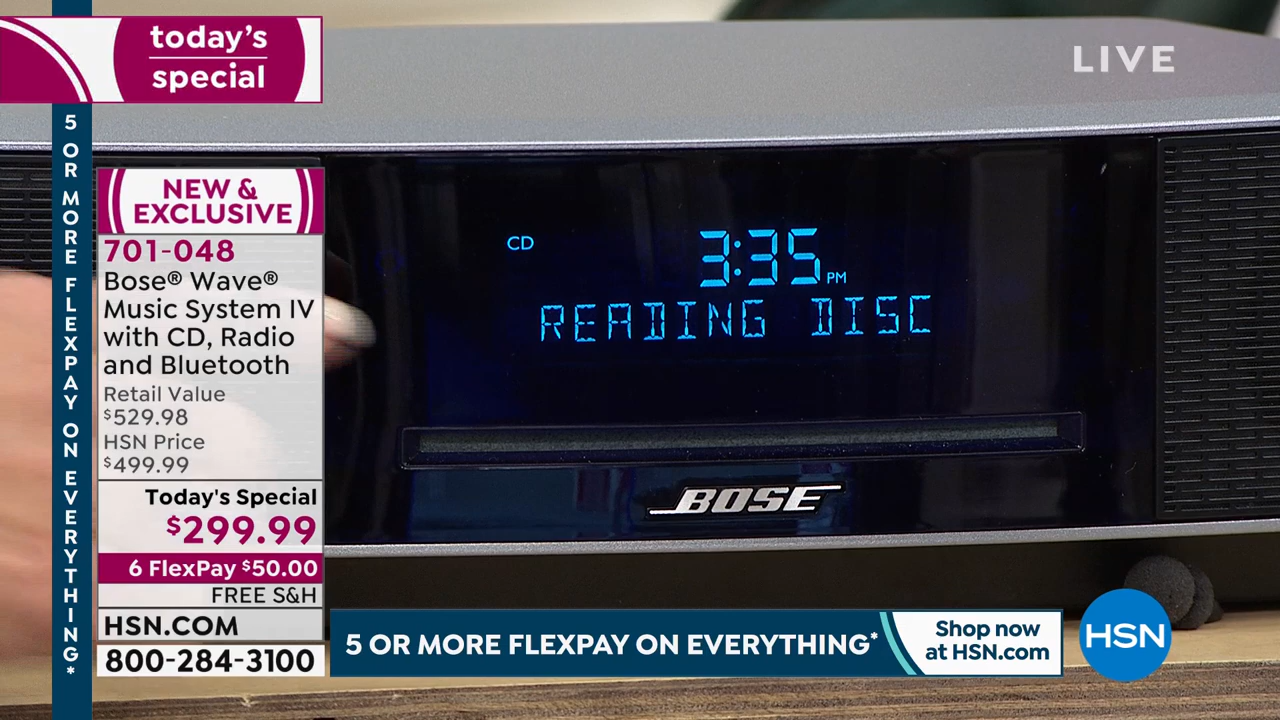 today's
special
LIVE
5 OR MORE FLEXPAY ON EVERYTHING*
NEW &
EXCLUSIVE
701-048
Bose® Wave®
Music System IV
with CD, Radio
and Bluetooth
Retail Value
$529.98
HSN Price
$499.99
Today's Special
$299.99
6 FlexPay $50.00
FREE S&H
HSN.COM
800-284-3100
CD
3:35 PM
READING DISC
BOSE
5 OR MORE FLEXPAY ON EVERYTHING*
Shop now
at HSN.com
HSN